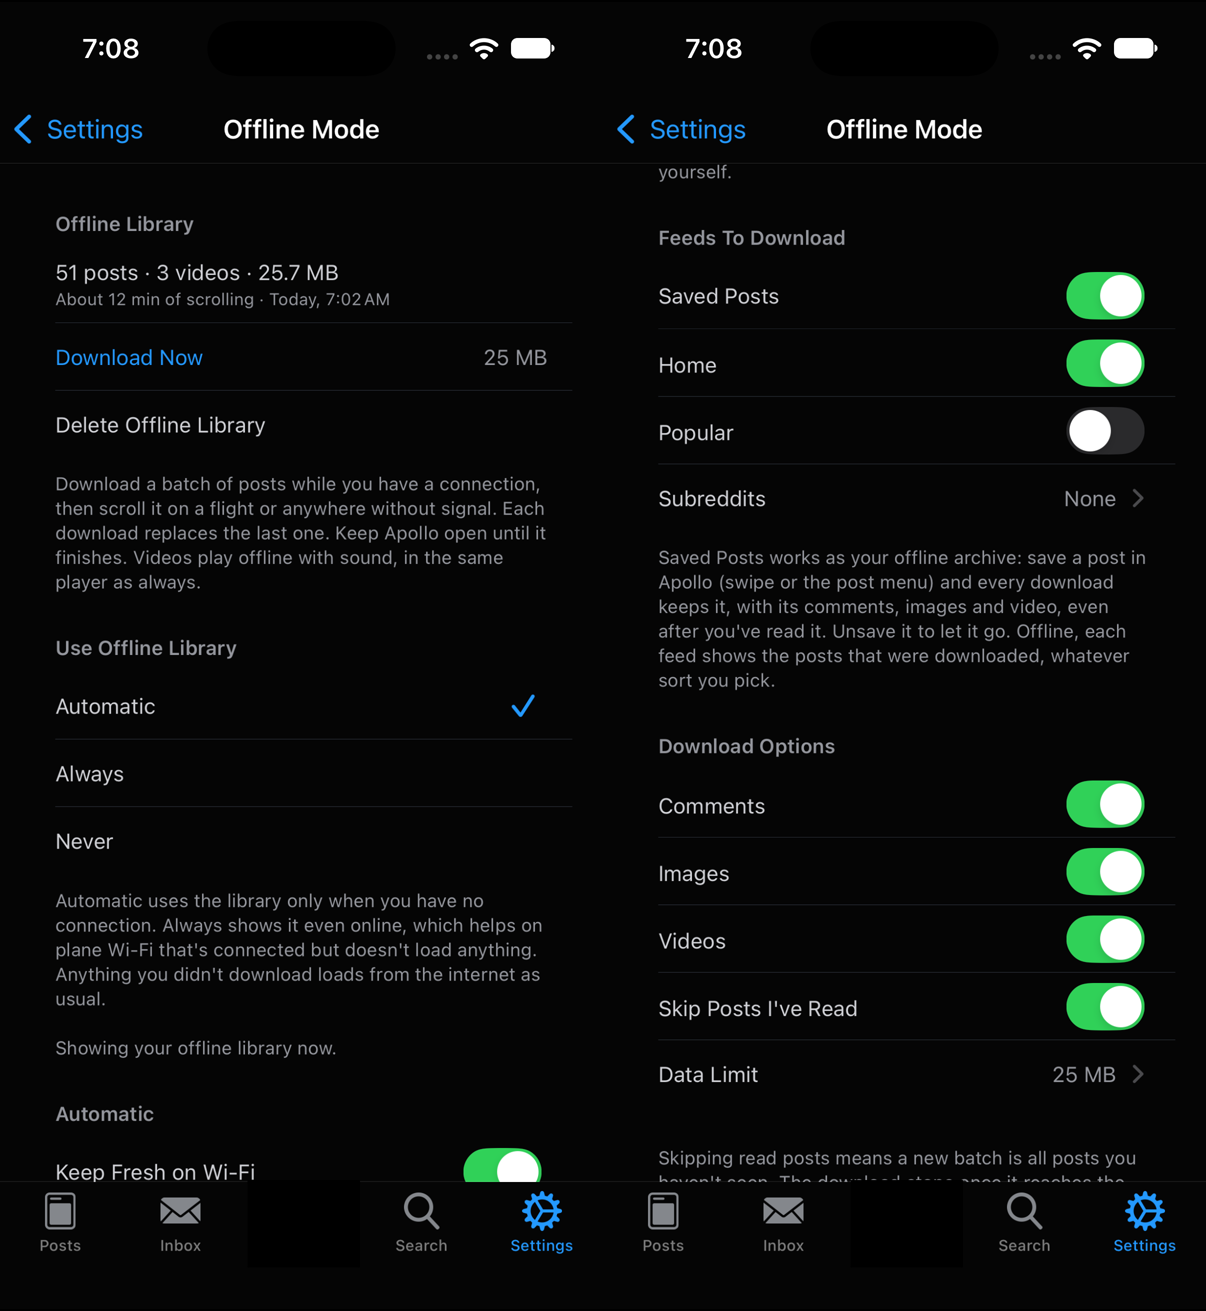 7:08
Settings
Offline Mode
Offline Library
51 posts · 3 videos · 25.7 MB
About 12 min of scrolling · Today, 7:02 AM
Download Now
25 MB
Delete Offline Library
Download a batch of posts while you have a connection,
then scroll it on a flight or anywhere without signal. Each
download replaces the last one. Keep Apollo open until it
finishes. Videos play offline with sound, in the same
player as always.
Use Offline Library
Automatic
Always
Never
Automatic uses the library only when you have no
connection. Always shows it even online, which helps on
plane Wi-Fi that's connected but doesn't load anything.
Anything you didn't download loads from the internet as
usual.
Showing your offline library now.
Automatic
Keep Fresh on Wi-Fi
Posts
Inbox
Search
Settings
7:08
Settings
Offline Mode
yourself.
Feeds To Download
Saved Posts
Home
Popular
Subreddits
None
Saved Posts works as your offline archive: save a post in
Apollo (swipe or the post menu) and every download
keeps it, with its comments, images and video, even
after you've read it. Unsave it to let it go. Offline, each
feed shows the posts that were downloaded, whatever
sort you pick.
Download Options
Comments
Images
Videos
Skip Posts I've Read
Data Limit
25 MB
Skipping read posts means a new batch is all posts you
haven't seen. The download stops once it reaches the
Posts
Inbox
Search
Settings